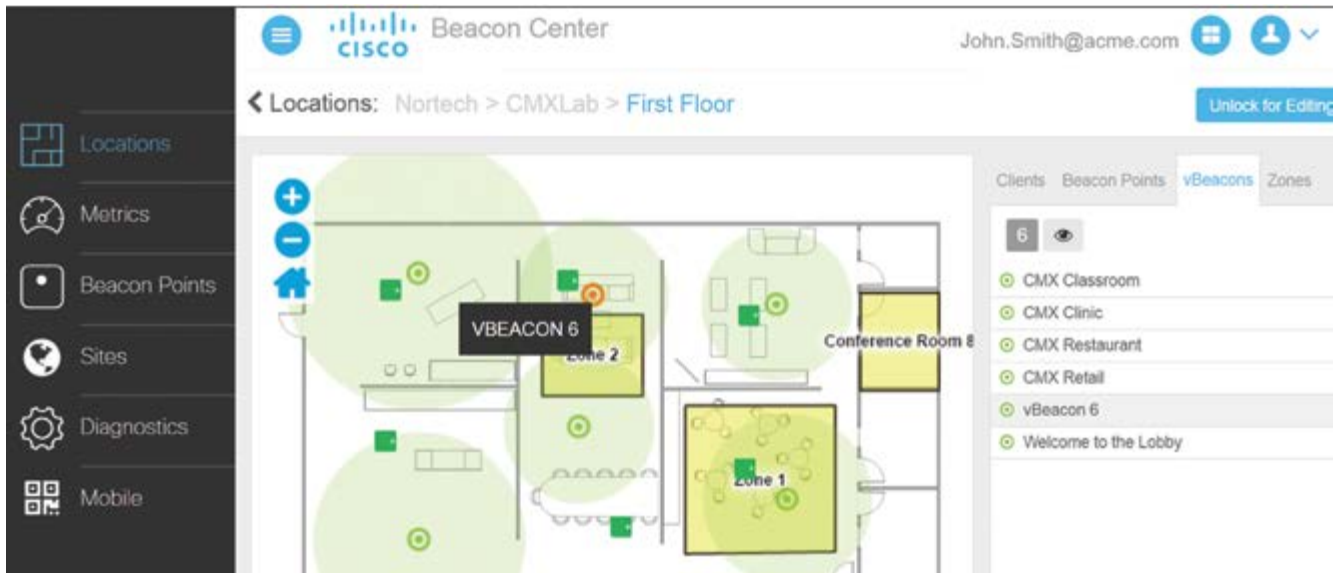 CISCO Beacon Center
John.Smith@acme.com
Locations: Nortech > CMXLab > First Floor
Unlock for Editing
Locations
Metrics
Beacon Points
Sites
Diagnostics
Mobile
VBEACON 6
Zone 2
Conference Room 8
Zone 1
Clients Beacon Points vBeacons Zones
6
CMX Classroom
CMX Clinic
CMX Restaurant
CMX Retail
vBeacon 6
Welcome to the Lobby